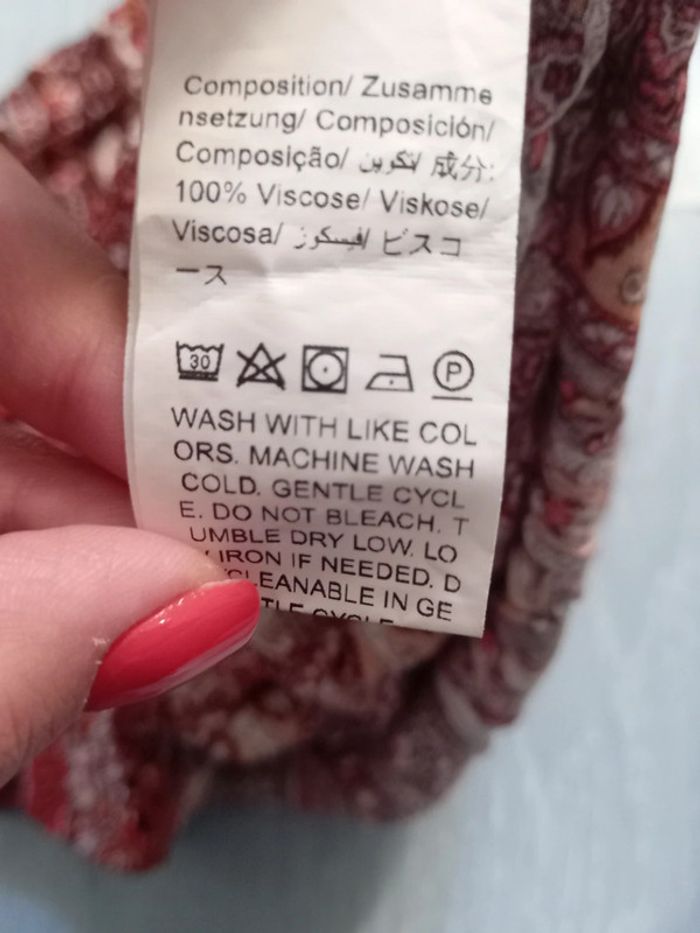 Composition/ Zusamme
nsetzung/ Composición/
Composição/ تكوين/ 成分:
100% Viscose/ Viskose/
Viscosa/ فيسكوز/ ビスコ
ース
30
P
WASH WITH LIKE COL
ORS. MACHINE WASH
COLD. GENTLE CYCL
E. DO NOT BLEACH. T
UMBLE DRY LOW. LO
IRON IF NEEDED. D
CLEANABLE IN GE
CYCLE